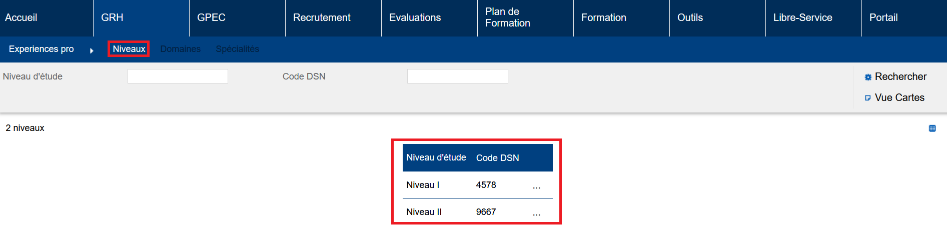 Accueil GRH GPEC Recrutement Evaluations Plan de Formation Formation Outils Libre-Service Portail
Experiences pro Niveaux Domaines Spécialités
Niveau d'étude Code DSN Rechercher
Vue Cartes
2 niveaux
Niveau d'étude Code DSN
Niveau I 4578 ...
Niveau II 9667 ...